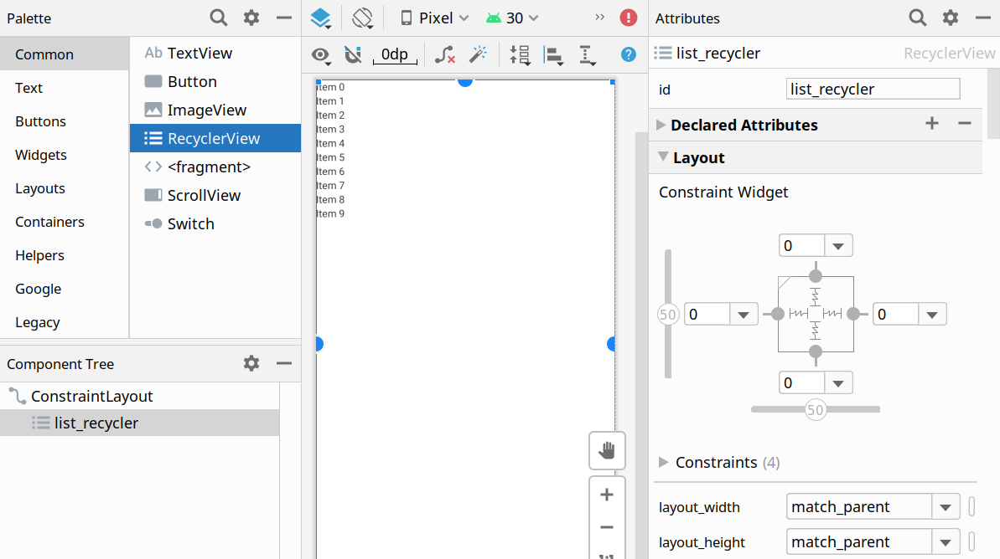 Palette
Common
Text
Buttons
Widgets
Layouts
Containers
Helpers
Google
Legacy
Ab TextView
Button
ImageView
RecyclerView
<fragment>
ScrollView
Switch
Component Tree
ConstraintLayout
list_recycler
Pixel 30 »
0dp ?
Item 0
Item 1
Item 2
Item 3
Item 4
Item 5
Item 6
Item 7
Item 8
Item 9
Attributes
list_recycler RecyclerView
id list_recycler
Declared Attributes
Layout
Constraint Widget
0
50 0 0
0
50
Constraints (4)
layout_width match_parent
layout_height match_parent